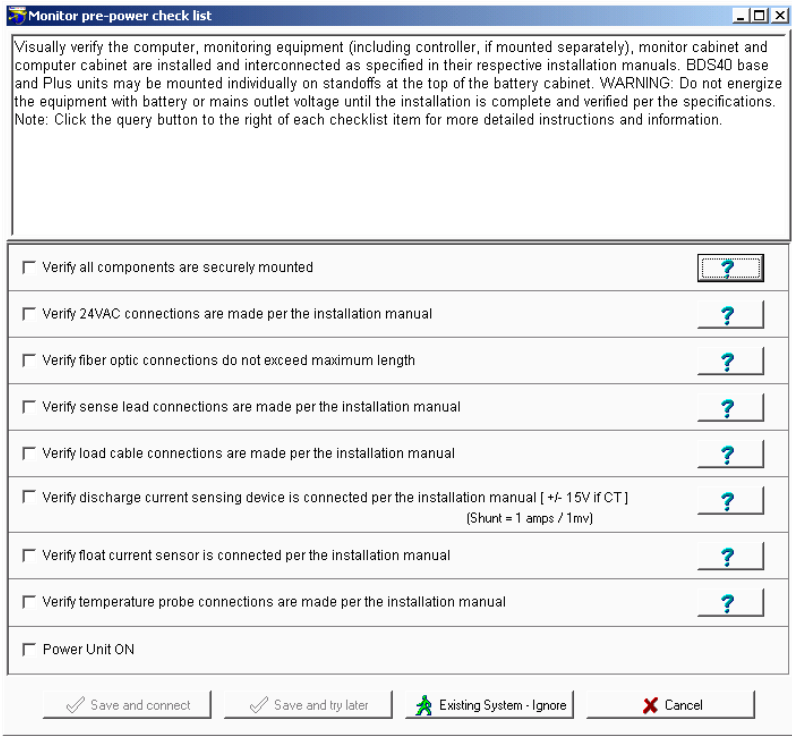 Monitor pre-power check list
Visually verify the computer, monitoring equipment (including controller, if mounted separately), monitor cabinet and
computer cabinet are installed and interconnected as specified in their respective installation manuals. BDS40 base
and Plus units may be mounted individually on standoffs at the top of the battery cabinet. WARNING: Do not energize
the equipment with battery or mains outlet voltage until the installation is complete and verified per the specifications.
Note: Click the query button to the right of each checklist item for more detailed instructions and information.
Verify all components are securely mounted ?
Verify 24VAC connections are made per the installation manual ?
Verify fiber optic connections do not exceed maximum length ?
Verify sense lead connections are made per the installation manual ?
Verify load cable connections are made per the installation manual ?
Verify discharge current sensing device is connected per the installation manual [ +/- 15V if CT ] ?
(Shunt = 1 amps / 1mv)
Verify float current sensor is connected per the installation manual ?
Verify temperature probe connections are made per the installation manual ?
Power Unit ON
Save and connect Save and try later Existing System - Ignore Cancel